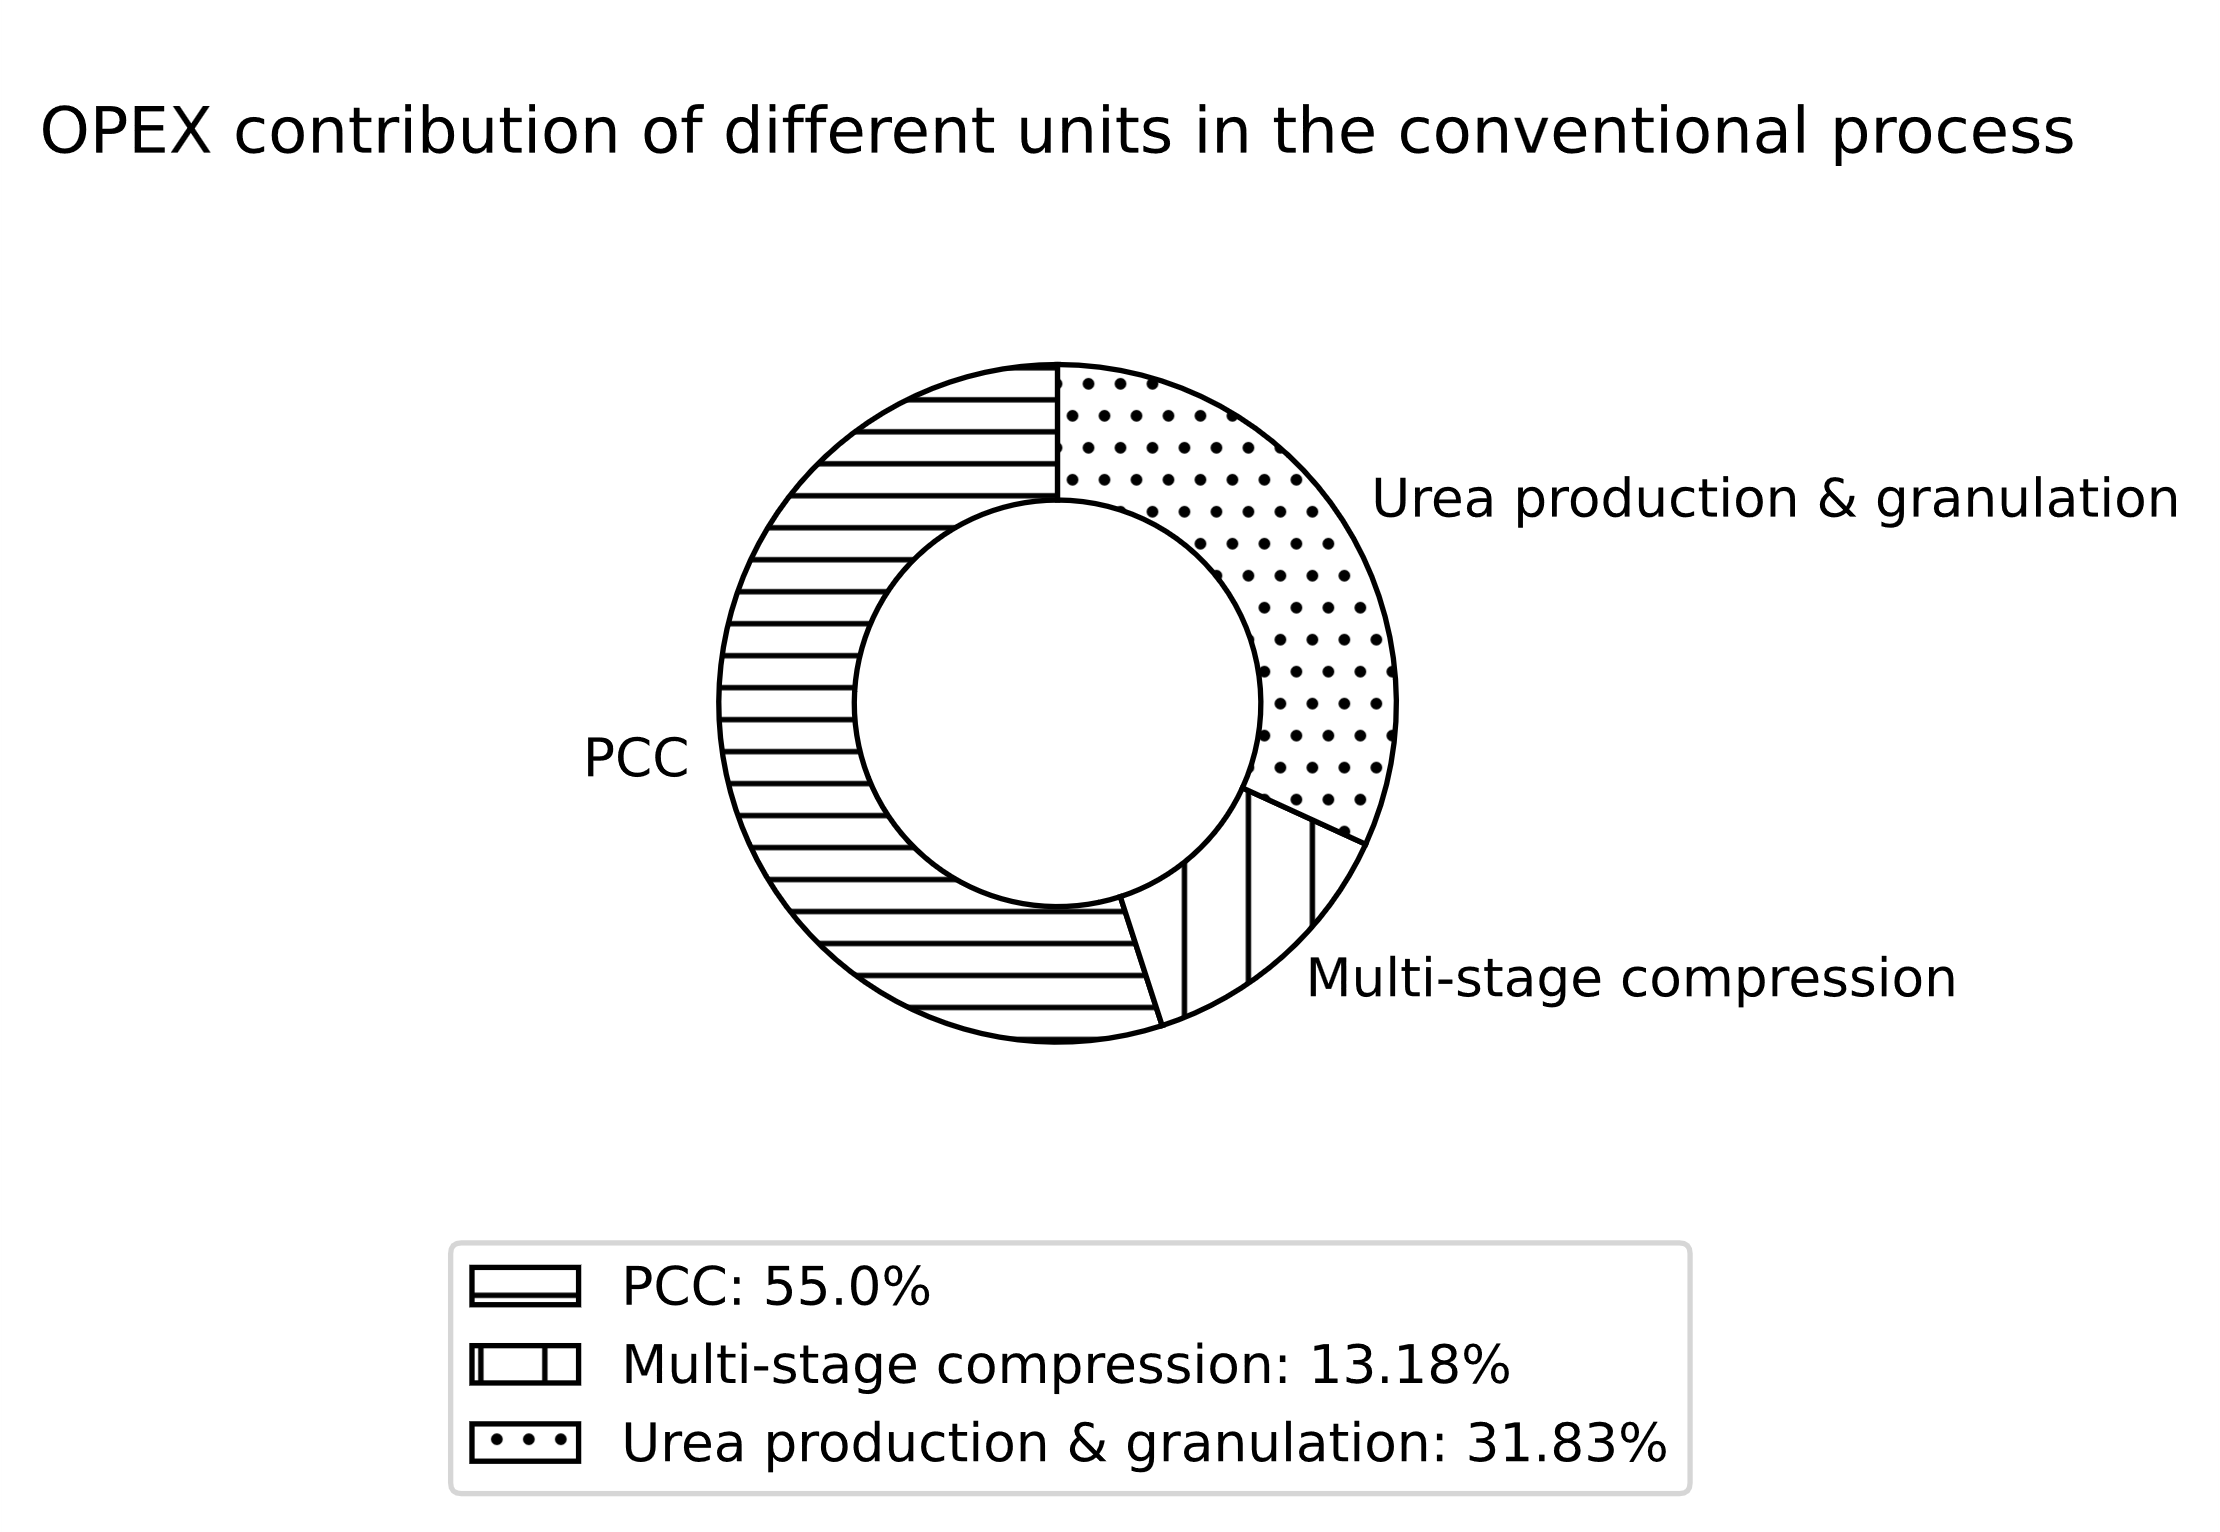 OPEX contribution of different units in the conventional process
Urea production & granulation
PCC
Multi-stage compression
PCC: 55.0%
Multi-stage compression: 13.18%
Urea production & granulation: 31.83%